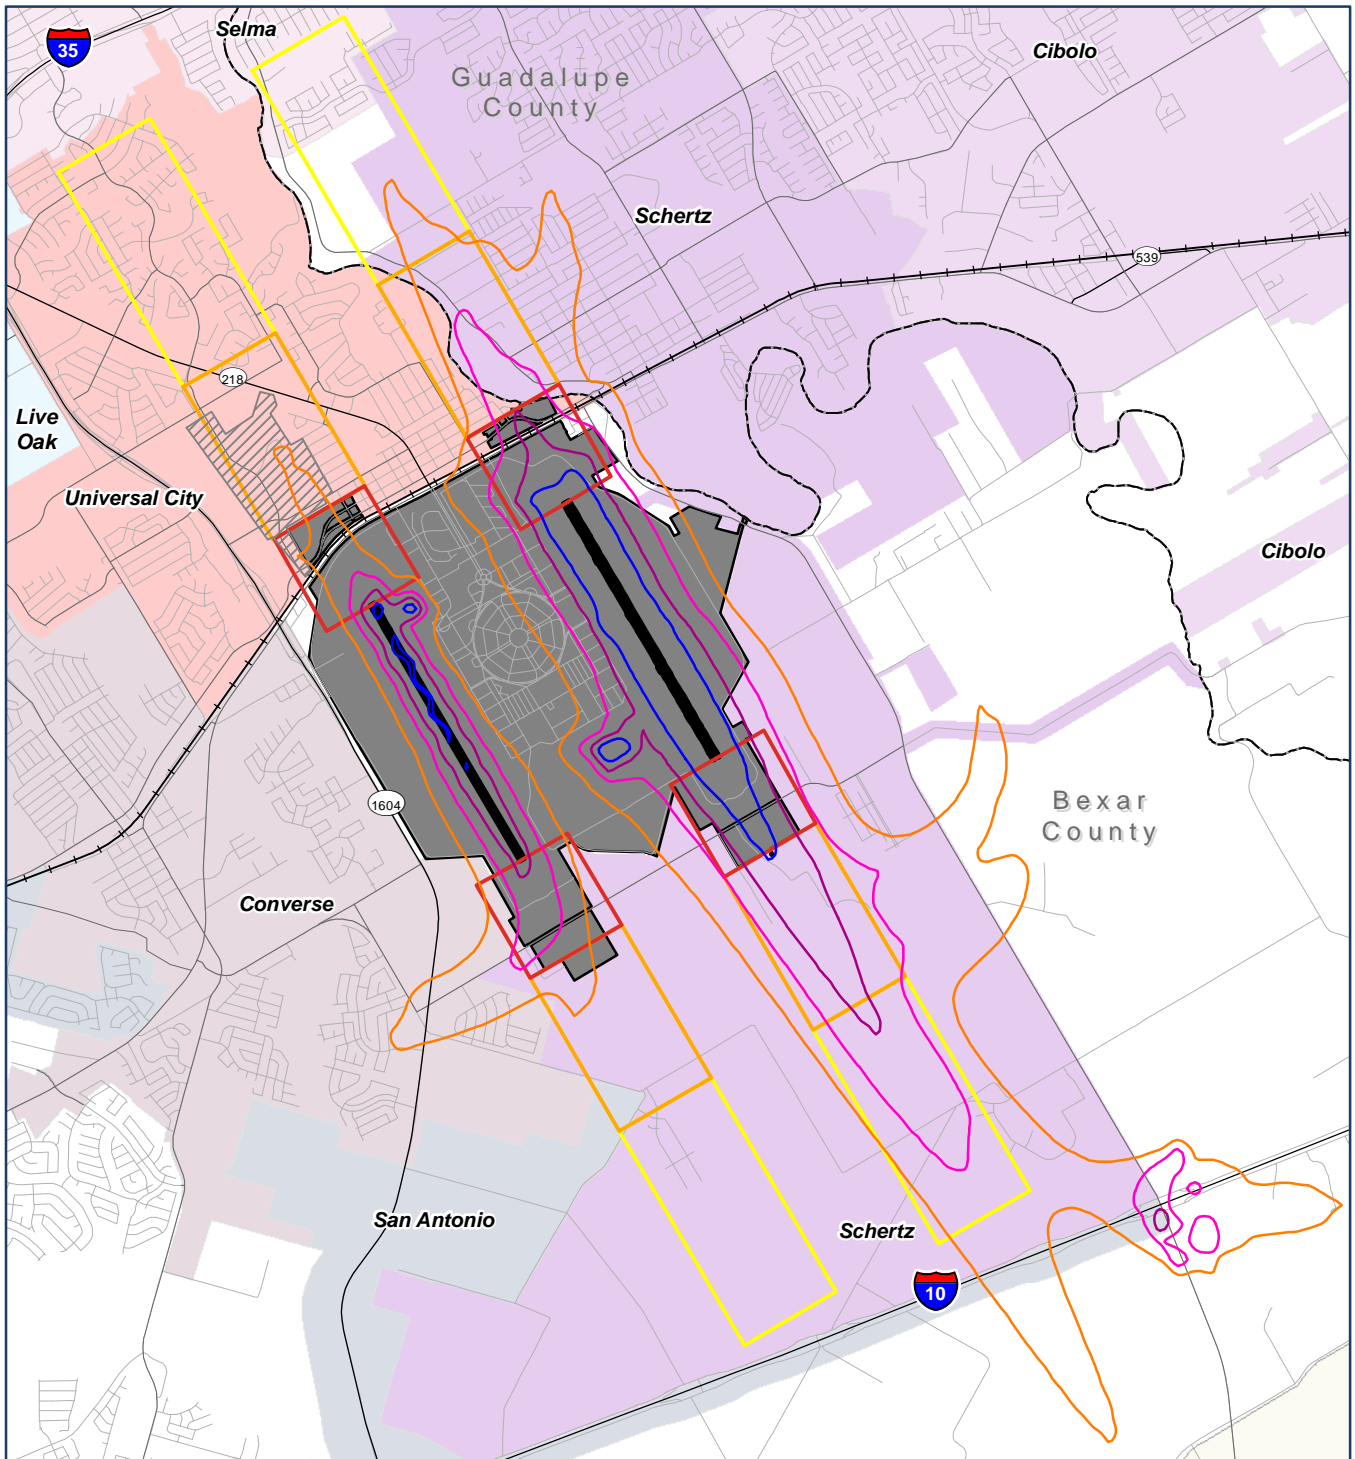 Selma
35
Cibolo
Guadalupe
County
Schertz
539
218
Live
Oak
Universal City
Cibolo
1604
Bexar
County
Converse
San Antonio
Schertz
10